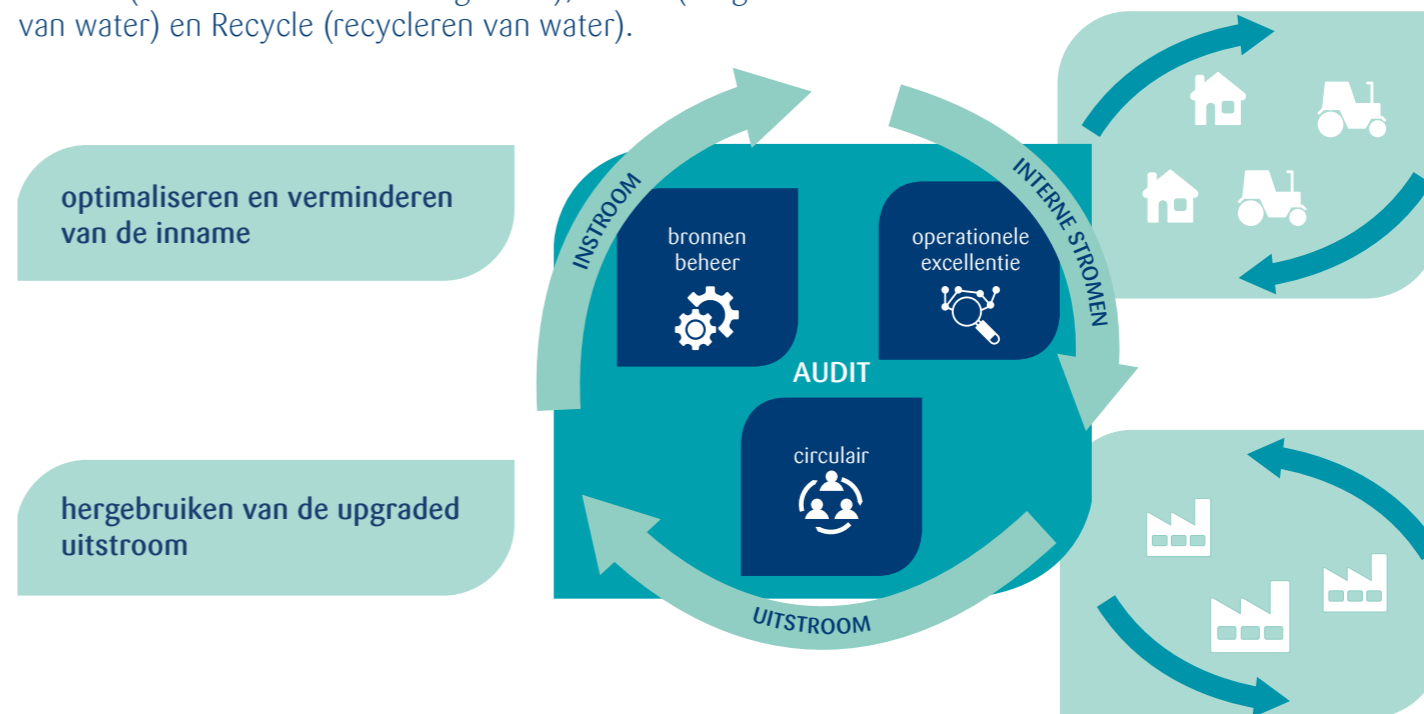 van water) en Recycle (recycleren van water).
optimaliseren en verminderen
van de inname
hergebruiken van de upgraded
uitstroom
INSTROOM
INTERNE STROMEN
bronnen
beheer
operationele
excellentie
AUDIT
circulair
UITSTROOM